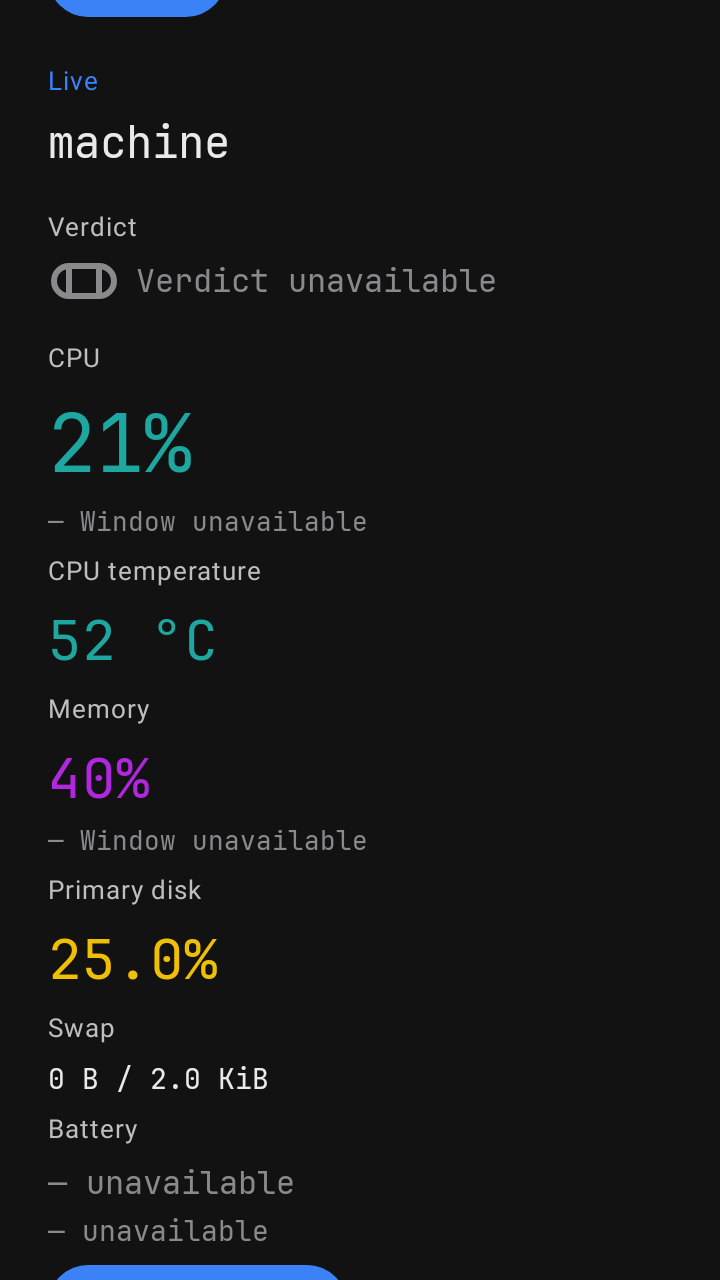 Live
machine
Verdict
Verdict unavailable
CPU
21%
— Window unavailable
CPU temperature
52 °C
Memory
40%
— Window unavailable
Primary disk
25.0%
Swap
0 B / 2.0 KiB
Battery
— unavailable
— unavailable